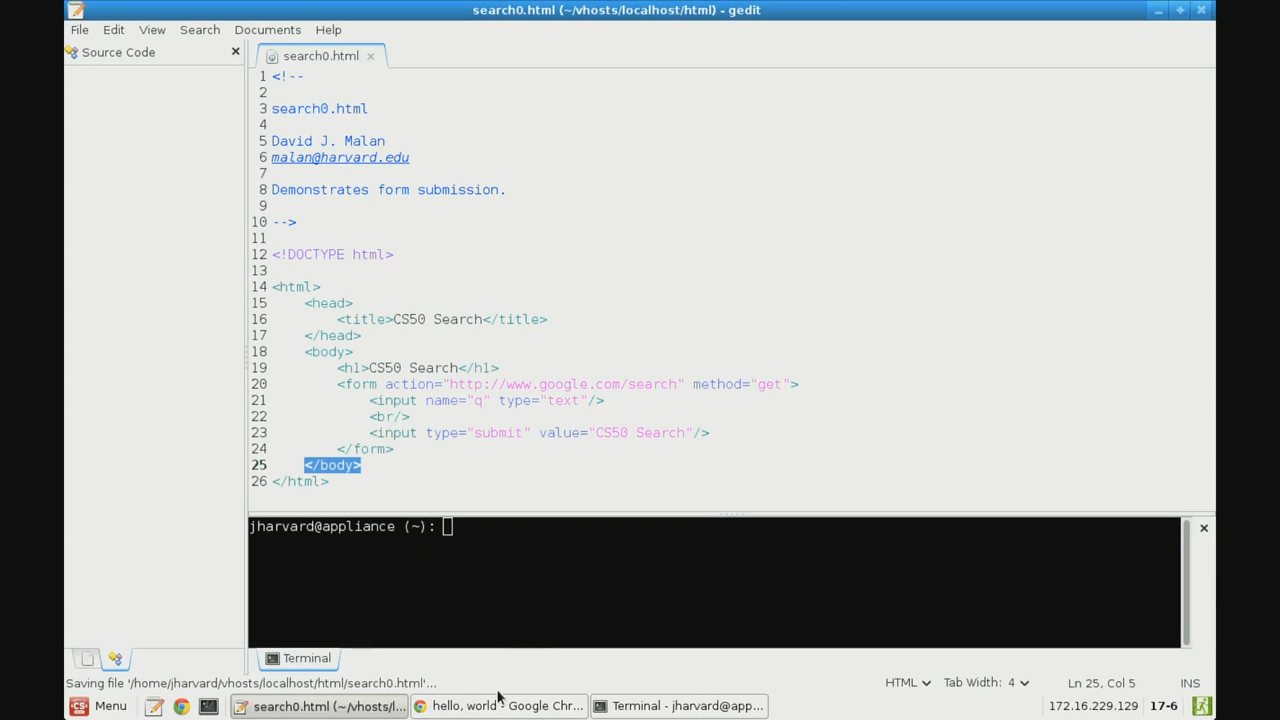 search0.html (~/vhosts/localhost/html) - gedit
File Edit View Search Documents Help
Source Code
search0.html
1 <!--
2
3 search0.html
4
5 David J. Malan
6 malan@harvard.edu
7
8 Demonstrates form submission.
9
10 -->
11
12 <!DOCTYPE html>
13
14 <html>
15 <head>
16 <title>CS50 Search</title>
17 </head>
18 <body>
19 <h1>CS50 Search</h1>
20 <form action="http://www.google.com/search" method="get">
21 <input name="q" type="text"/>
22 <br/>
23 <input type="submit" value="CS50 Search"/>
24 </form>
25 </body>
26 </html>
jharvard@appliance (~):
Terminal
Saving file '/home/jharvard/vhosts/localhost/html/search0.html'...
HTML Tab Width: 4 Ln 25, Col 5 INS
Menu search0.html (~/vhosts/l... hello, world - Google Chr... Terminal - jharvard@app... 172.16.229.129 17-6